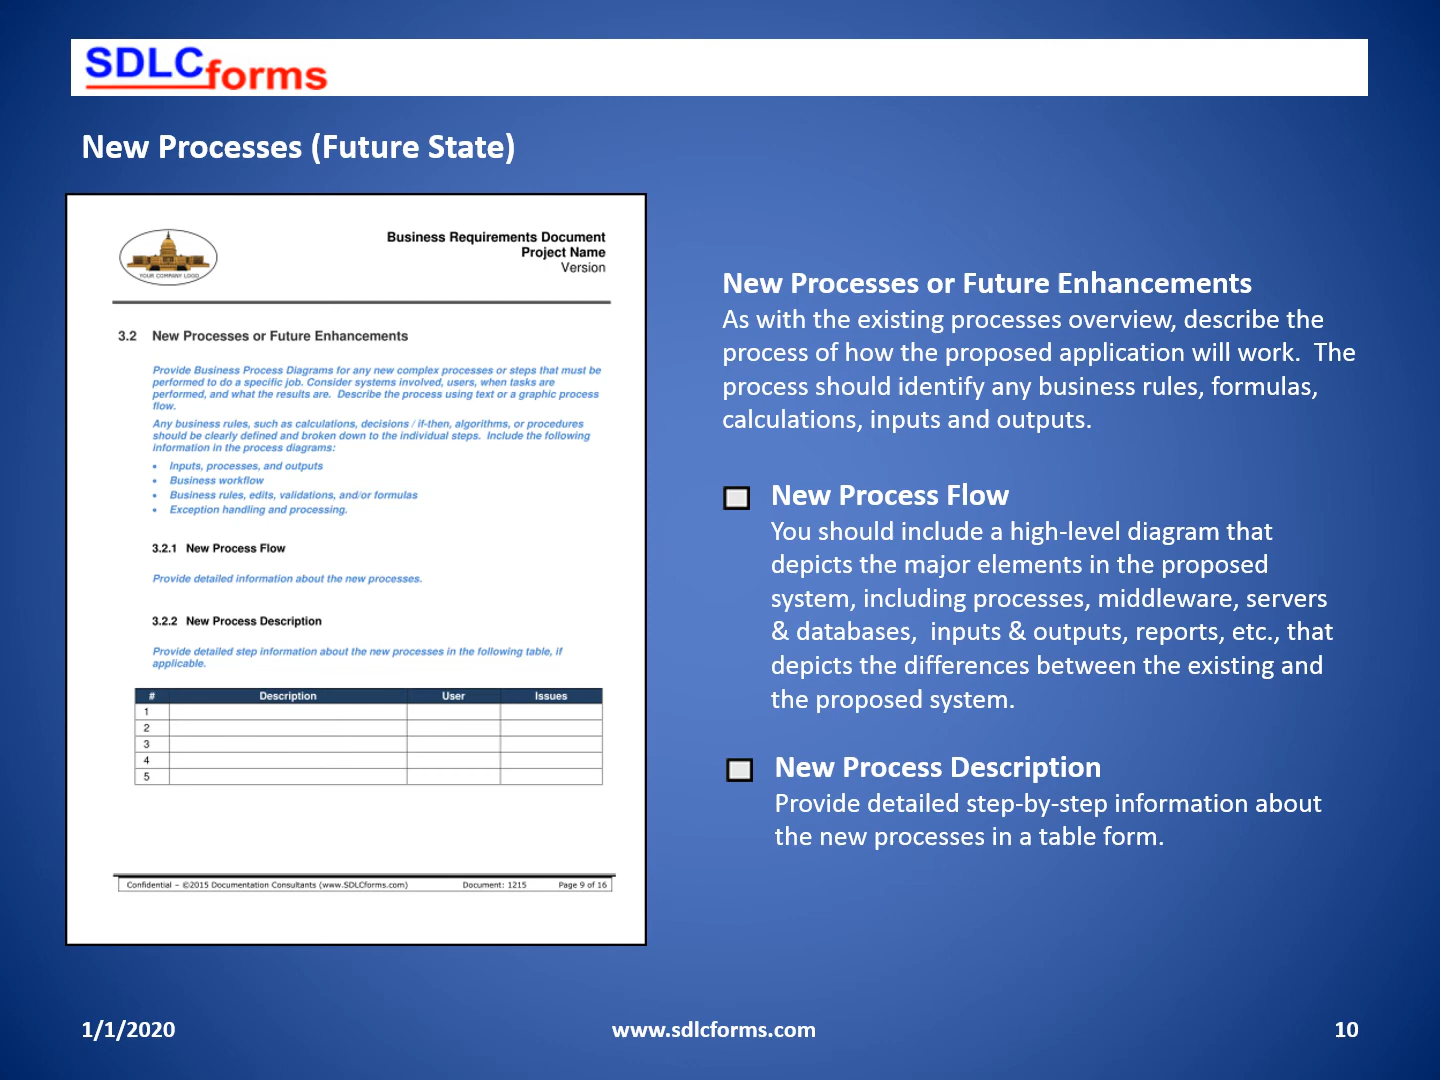 SDLCforms
New Processes (Future State)
YOUR COMPANY LOGO
Business Requirements Document
Project Name
Version
3.2 New Processes or Future Enhancements
Provide Business Process Diagrams for any new complex processes or steps that must be
performed to do a specific job. Consider systems involved, users, when tasks are
performed, and what the results are.  Describe the process using text or a graphic process
flow.
Any business rules, such as calculations, decisions / if-then, algorithms, or procedures
should be clearly defined and broken down to the individual steps.  Include the following
information in the process diagrams:
• Inputs, processes, and outputs
• Business workflow
• Business rules, edits, validations, and/or formulas
• Exception handling and processing.
3.2.1 New Process Flow
Provide detailed information about the new processes.
3.2.2 New Process Description
Provide detailed step information about the new processes in the following table, if
applicable.
# Description User Issues
1
2
3
4
5
Confidential – ©2015 Documentation Consultants (www.SDLCforms.com) Document: 1215 Page 9 of 16
New Processes or Future Enhancements
As with the existing processes overview, describe the
process of how the proposed application will work.  The
process should identify any business rules, formulas,
calculations, inputs and outputs.
New Process Flow
You should include a high-level diagram that
depicts the major elements in the proposed
system, including processes, middleware, servers
& databases,  inputs & outputs, reports, etc., that
depicts the differences between the existing and
the proposed system.
New Process Description
Provide detailed step-by-step information about
the new processes in a table form.
1/1/2020 www.sdlcforms.com 10